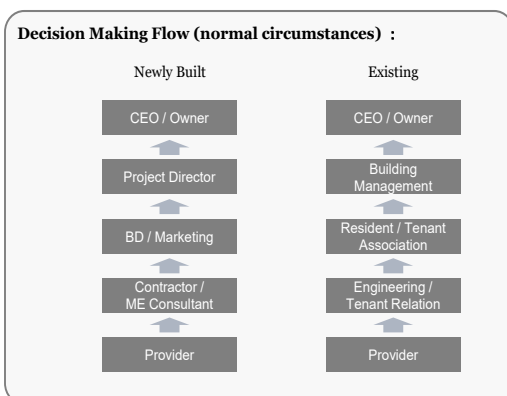 Decision Making Flow (normal circumstances) :
Newly Built
CEO / Owner
Project Director
BD / Marketing
Contractor /
ME Consultant
Provider
Existing
CEO / Owner
Building
Management
Resident / Tenant
Association
Engineering /
Tenant Relation
Provider